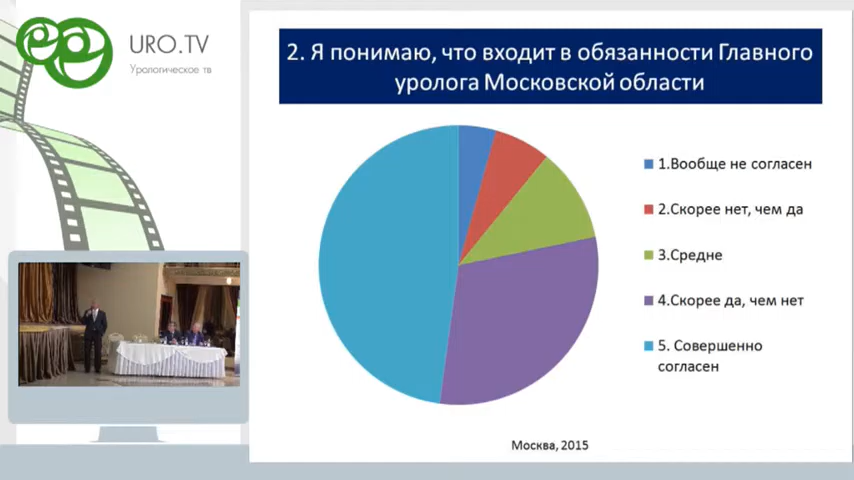 URO.TV
Урологическое тв
2. Я понимаю, что входит в обязанности Главного
уролога Московской области
1.Вообще не согласен
2.Скорее нет, чем да
3.Средне
4.Скорее да, чем нет
5. Совершенно
согласен
Москва, 2015